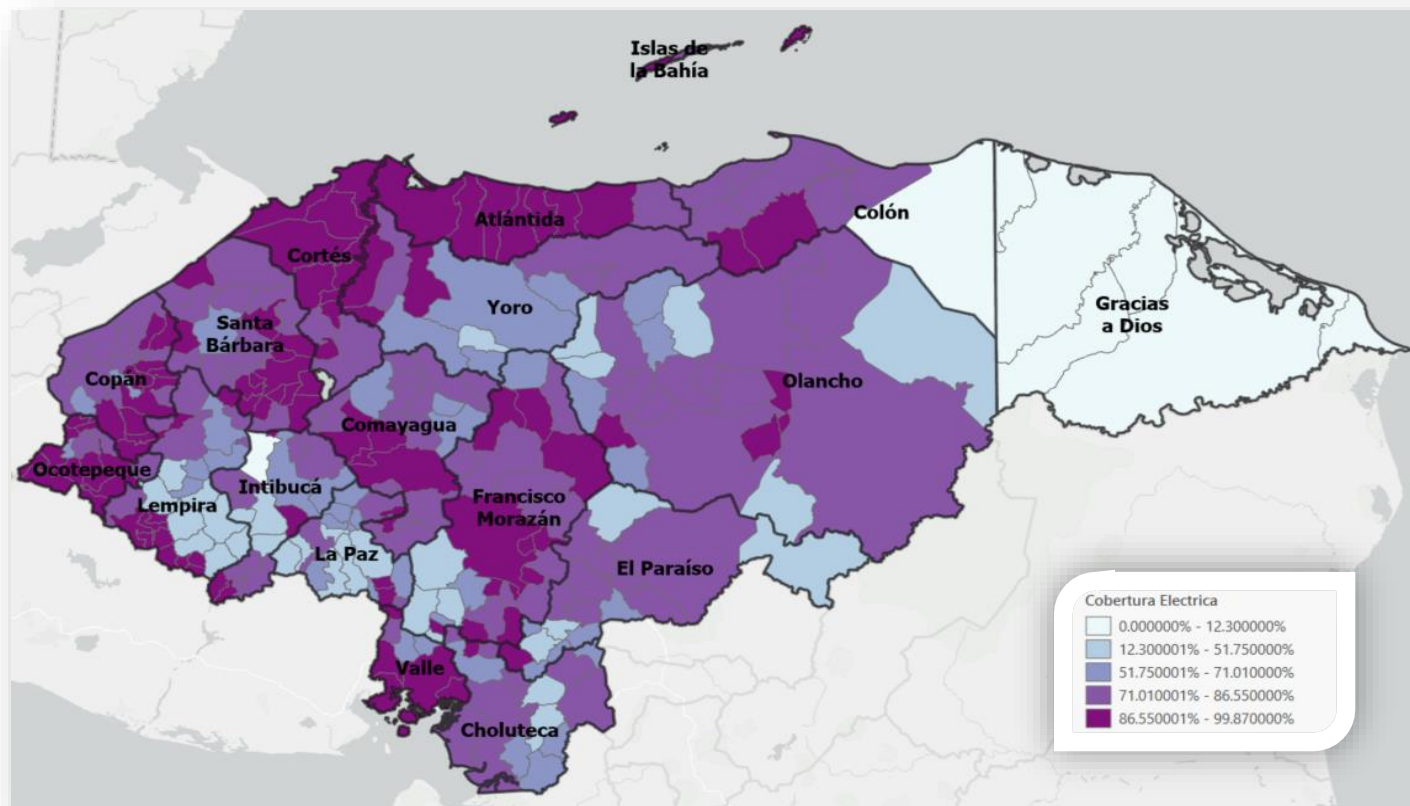 Islas de
la Bahía
Colón
Atlántida
Cortés
Gracias
a Dios
Yoro
Santa
Bárbara
Copán
Olancho
Comayagua
Ocotepeque
Intibucá
Lempira
Francisco
Morazán
La Paz
El Paraíso
Valle
Choluteca
Cobertura Electrica
0.000000% - 12.300000%
12.300001% - 51.750000%
51.750001% - 71.010000%
71.010001% - 86.550000%
86.550001% - 99.870000%